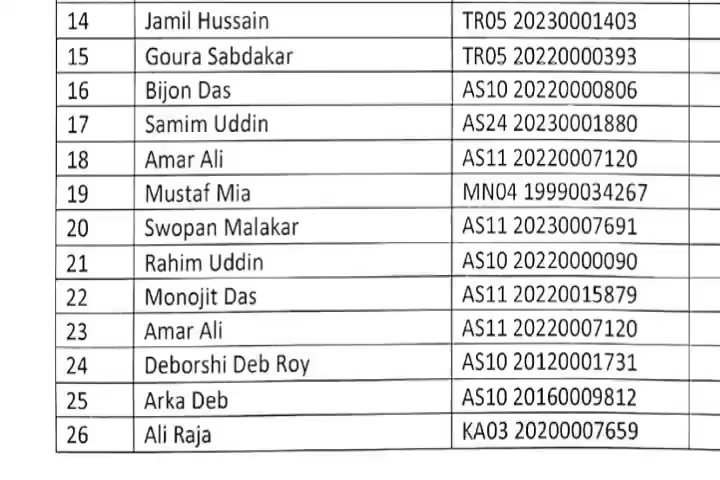 14 Jamil Hussain TR05 20230001403
15 Goura Sabdakar TR05 20220000393
16 Bijon Das AS10 20220000806
17 Samim Uddin AS24 20230001880
18 Amar Ali AS11 20220007120
19 Mustaf Mia MN04 19990034267
20 Swopan Malakar AS11 20230007691
21 Rahim Uddin AS10 20220000090
22 Monojit Das AS11 20220015879
23 Amar Ali AS11 20220007120
24 Deborshi Deb Roy AS10 20120001731
25 Arka Deb AS10 20160009812
26 Ali Raja KA03 20200007659